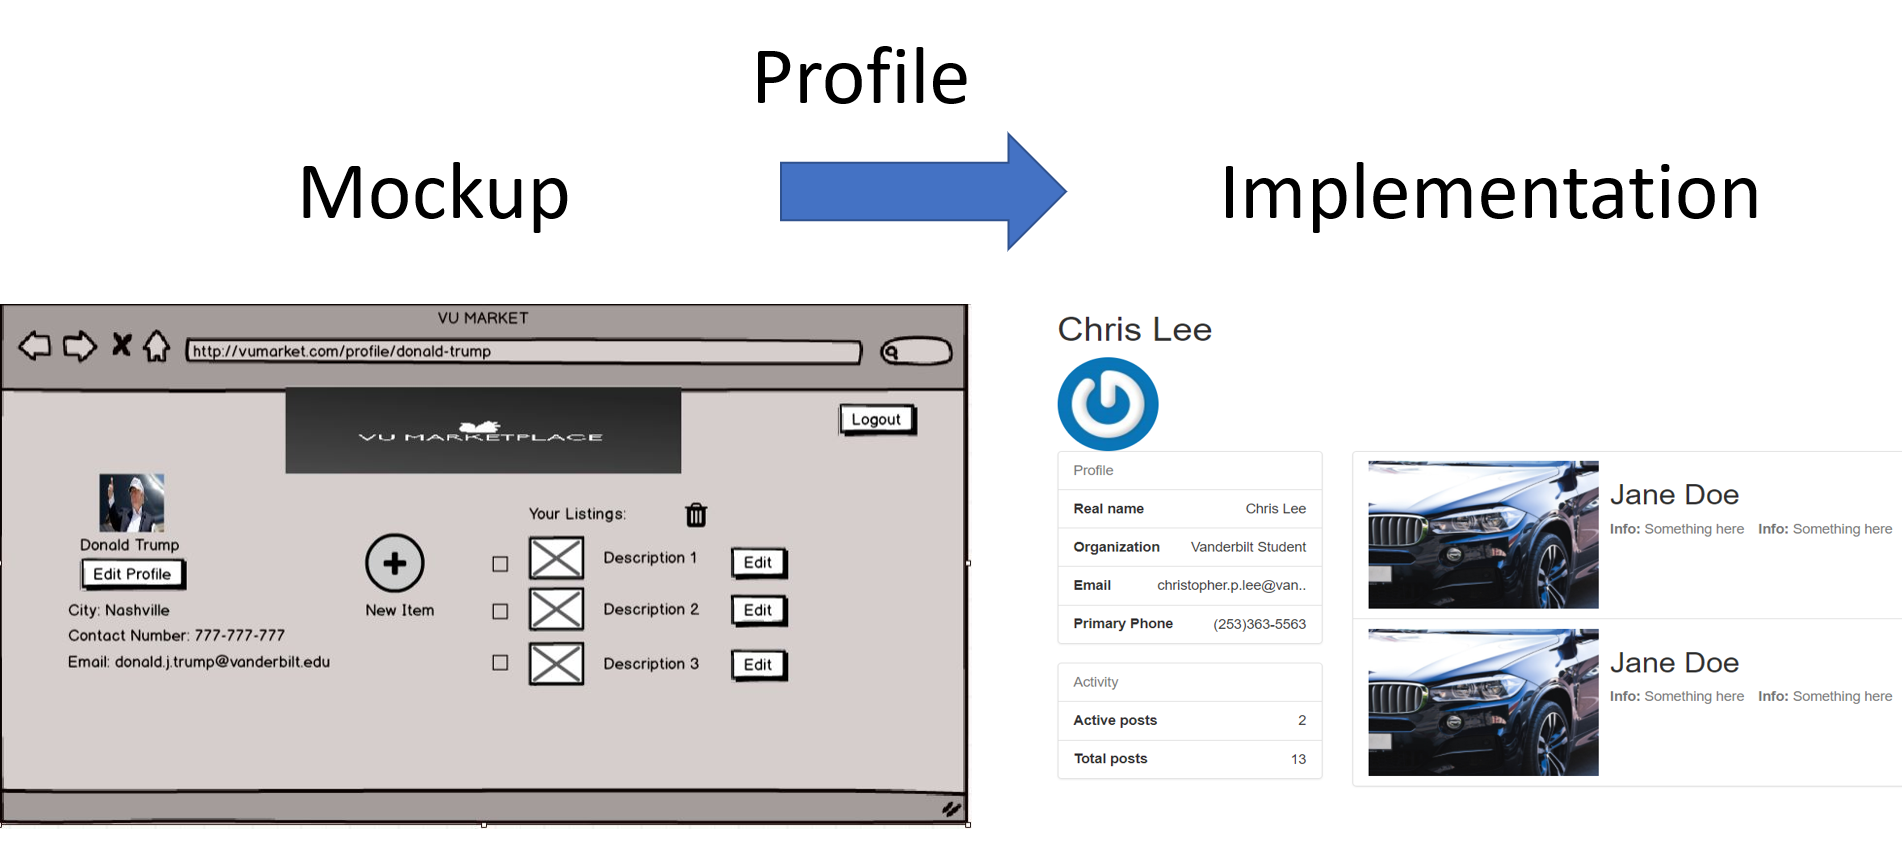 Profile
Mockup
Implementation
VU MARKET
http://vumarket.com/profile/donald-trump
VU MARKETPLACE
Logout
Donald Trump
Edit Profile
City: Nashville
Contact Number: 777-777-777
Email: donald.j.trump@vanderbilt.edu
New Item
Your Listings:
Description 1 Edit
Description 2 Edit
Description 3 Edit
Chris Lee
Profile
Real name Chris Lee
Organization Vanderbilt Student
Email christopher.p.lee@van..
Primary Phone (253)363-5563
Activity
Active posts 2
Total posts 13
Jane Doe
Info: Something here Info: Something here
Jane Doe
Info: Something here Info: Something here